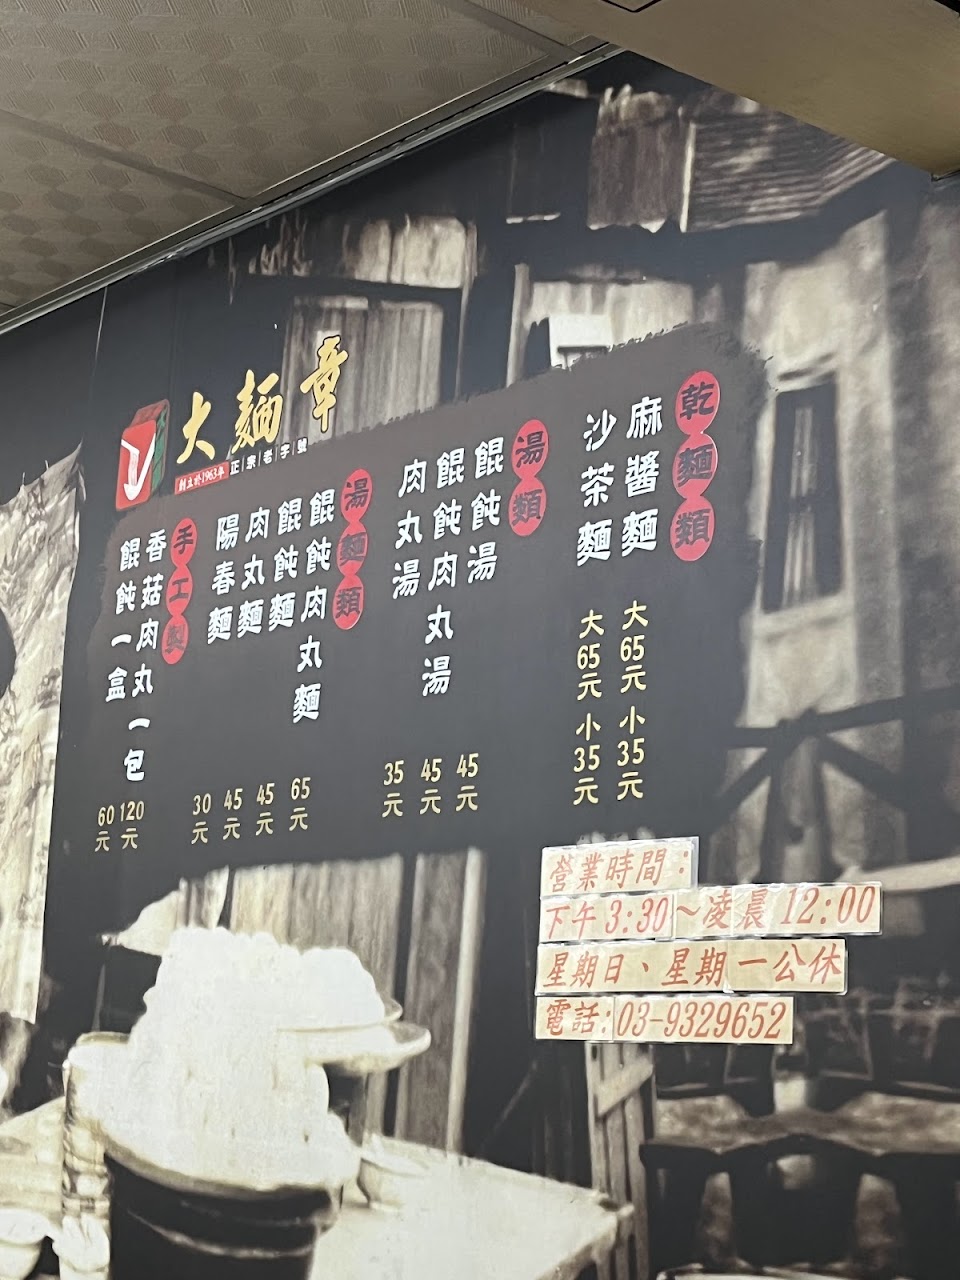 大麵章
創立於1963年 正宗老字號
乾麵類
麻醬麵 大65元 小35元
沙茶麵 大65元 小35元
湯類
餛飩湯 45元
餛飩肉丸湯 45元
肉丸湯 35元
湯麵類
餛飩肉丸麵 65元
餛飩麵 45元
肉丸麵 45元
陽春麵 30元
手工製
香菇肉丸一包 120元
餛飩一盒 60元
營業時間:
下午3:30~凌晨12:00
星期日、星期一公休
電話:03-9329652